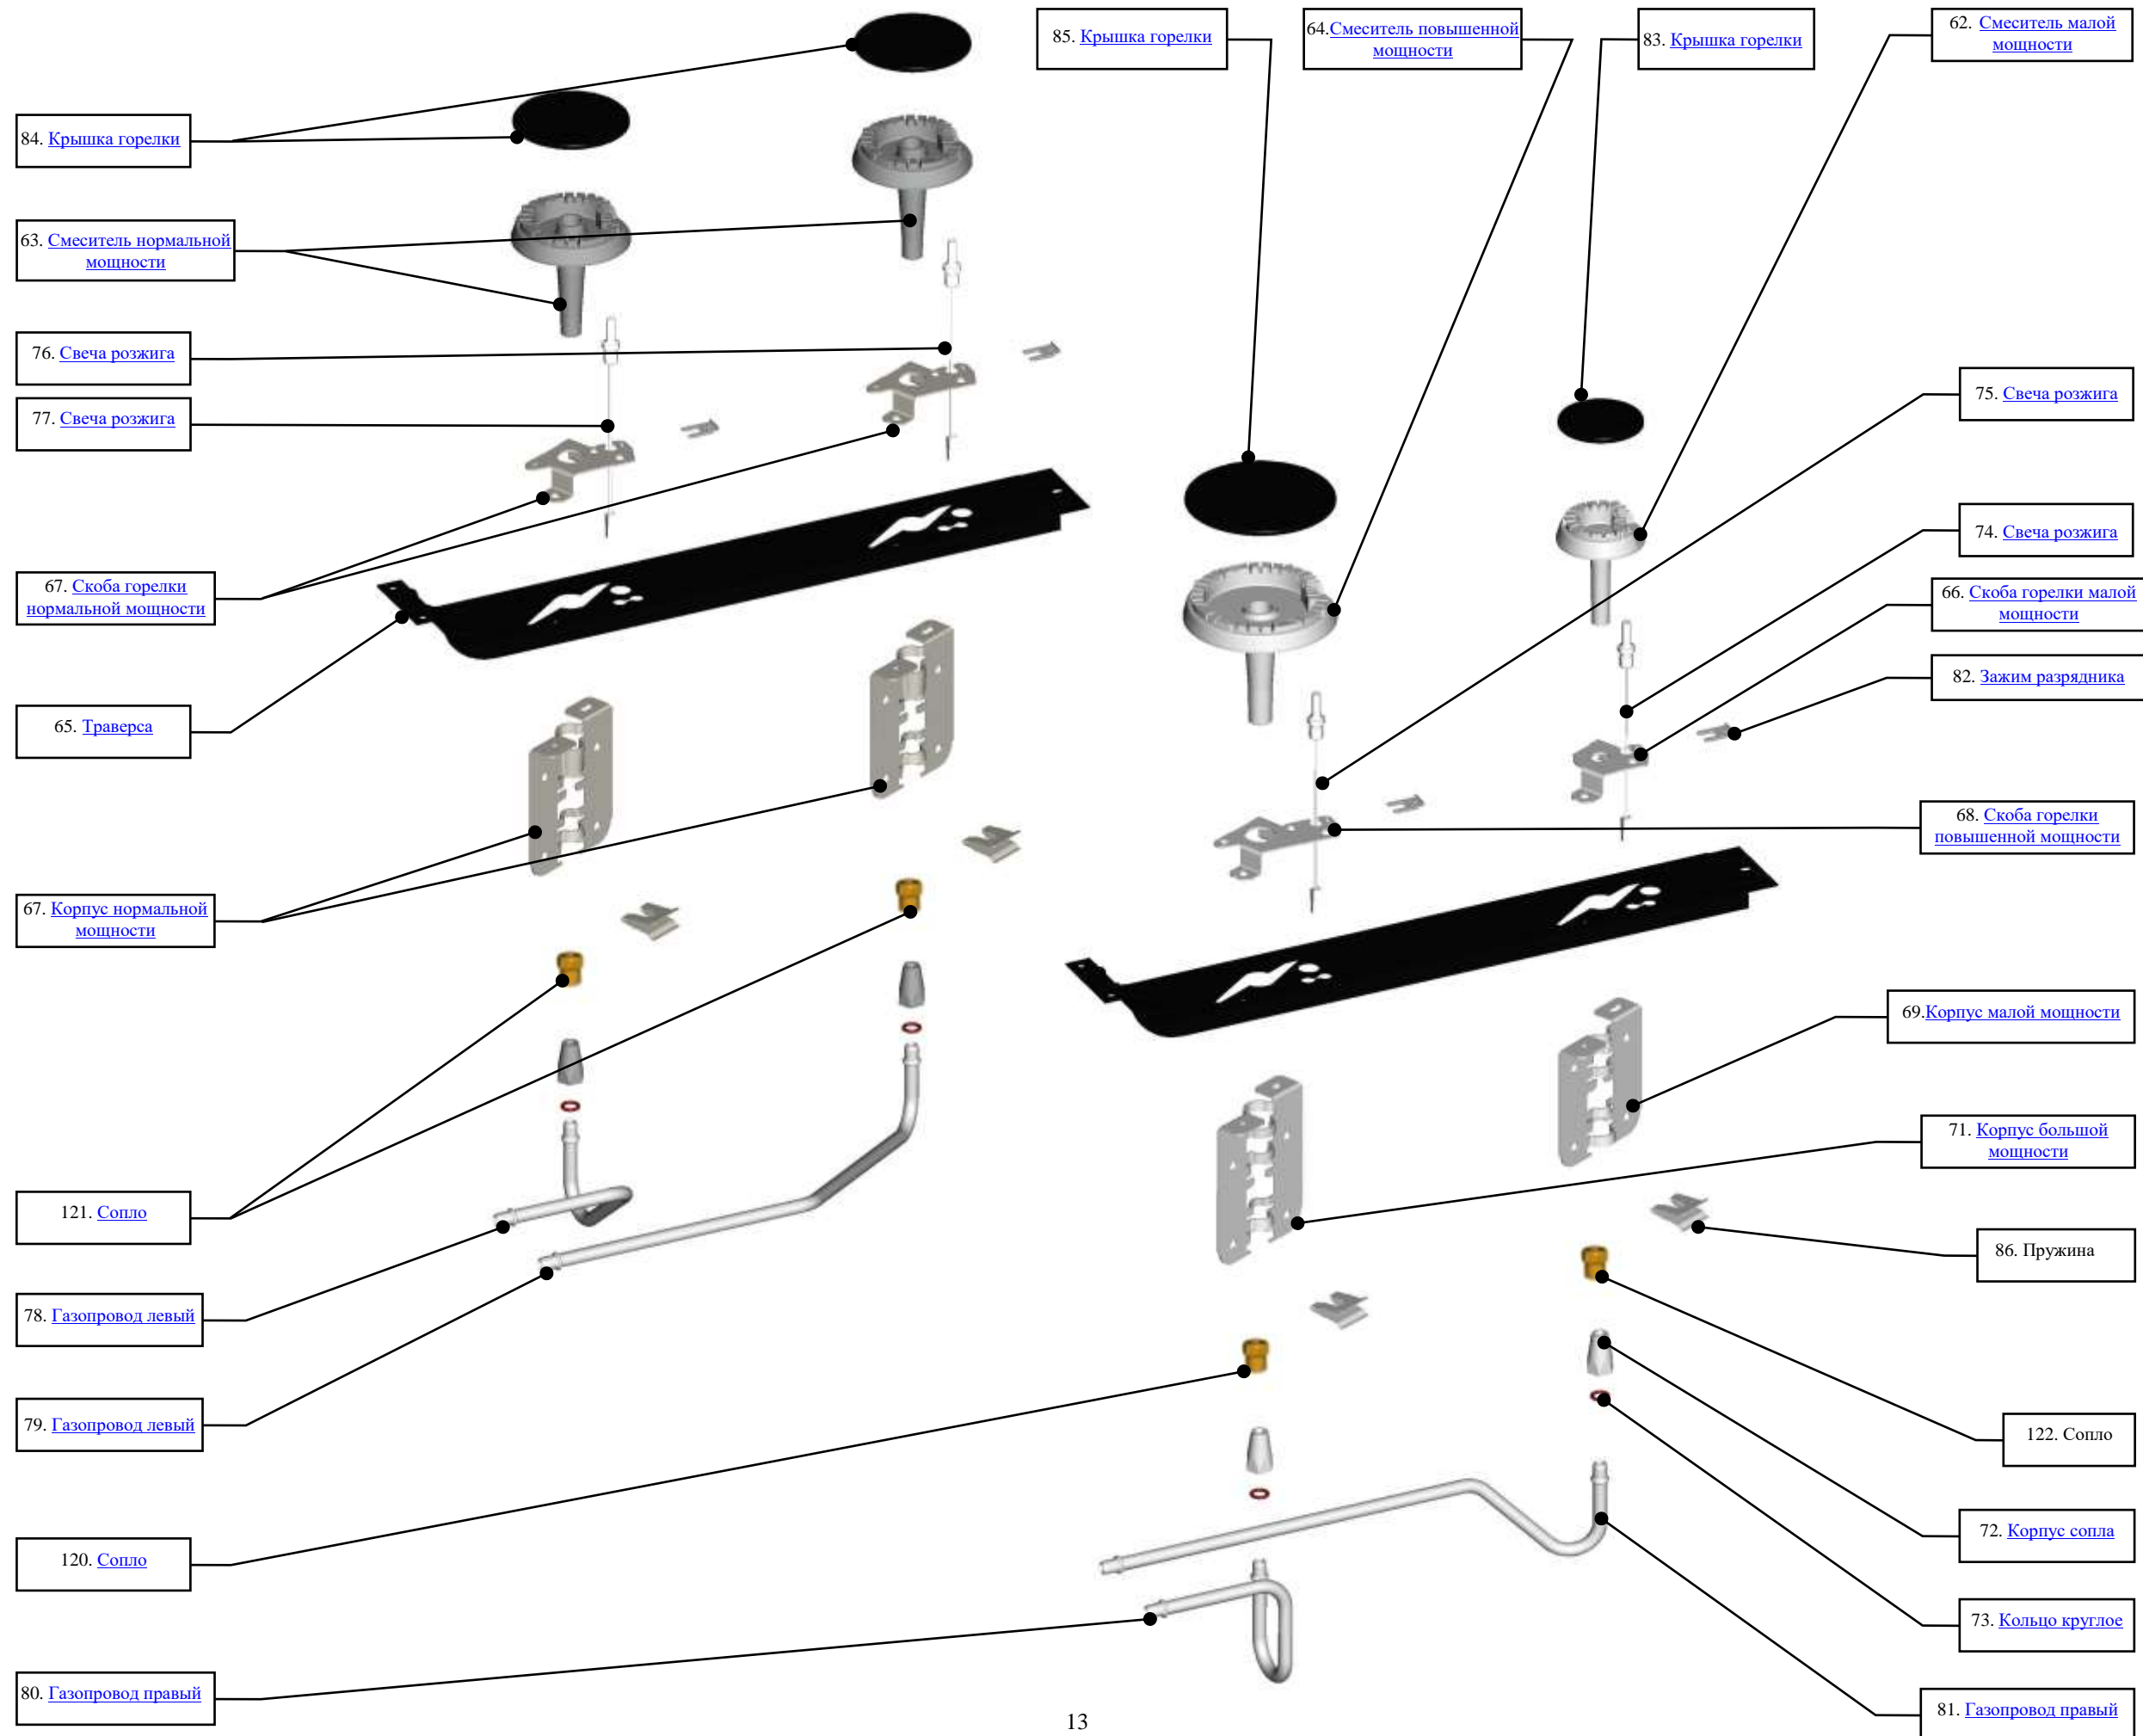 85. Крышка горелки
64.Смеситель повышенной
мощности
83. Крышка горелки
62. Смеситель малой
мощности
84. Крышка горелки
63. Смеситель нормальной
мощности
76. Свеча розжига
77. Свеча розжига
75. Свеча розжига
74. Свеча розжига
67. Скоба горелки
нормальной мощности
66. Скоба горелки малой
мощности
82. Зажим разрядника
65. Траверса
68. Скоба горелки
повышенной мощности
67. Корпус нормальной
мощности
69.Корпус малой мощности
71. Корпус большой
мощности
121. Сопло
86. Пружина
78. Газопровод левый
79. Газопровод левый
122. Сопло
120. Сопло
72. Корпус сопла
73. Кольцо круглое
80. Газопровод правый
81. Газопровод правый
13